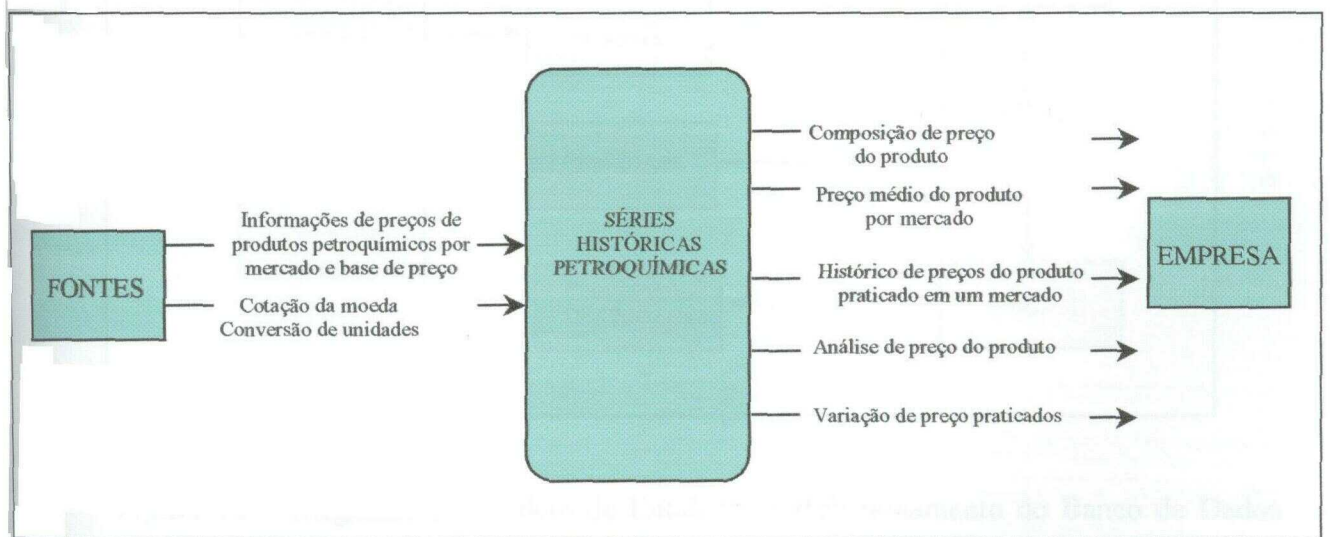 FONTES
Informações de preços de
produtos petroquímicos por
mercado e base de preço
Cotação da moeda
Conversão de unidades
SÉRIES
HISTÓRICAS
PETROQUÍMICAS
Composição de preço
do produto
Preço médio do produto
por mercado
Histórico de preços do produto
praticado em um mercado
Análise de preço do produto
Variação de preço praticados
EMPRESA